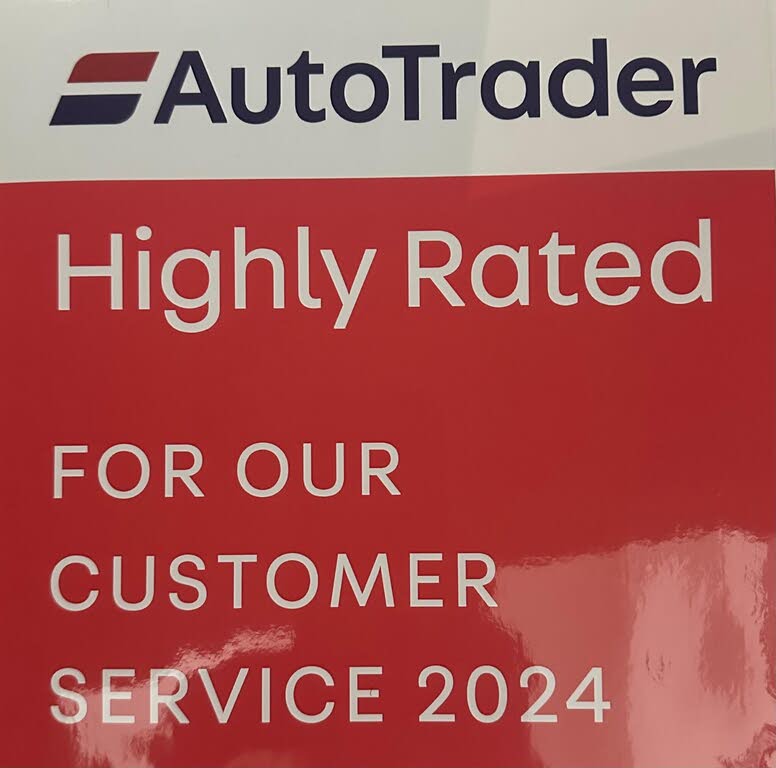 AutoTrader
Highly Rated
FOR OUR
CUSTOMER
SERVICE 2024